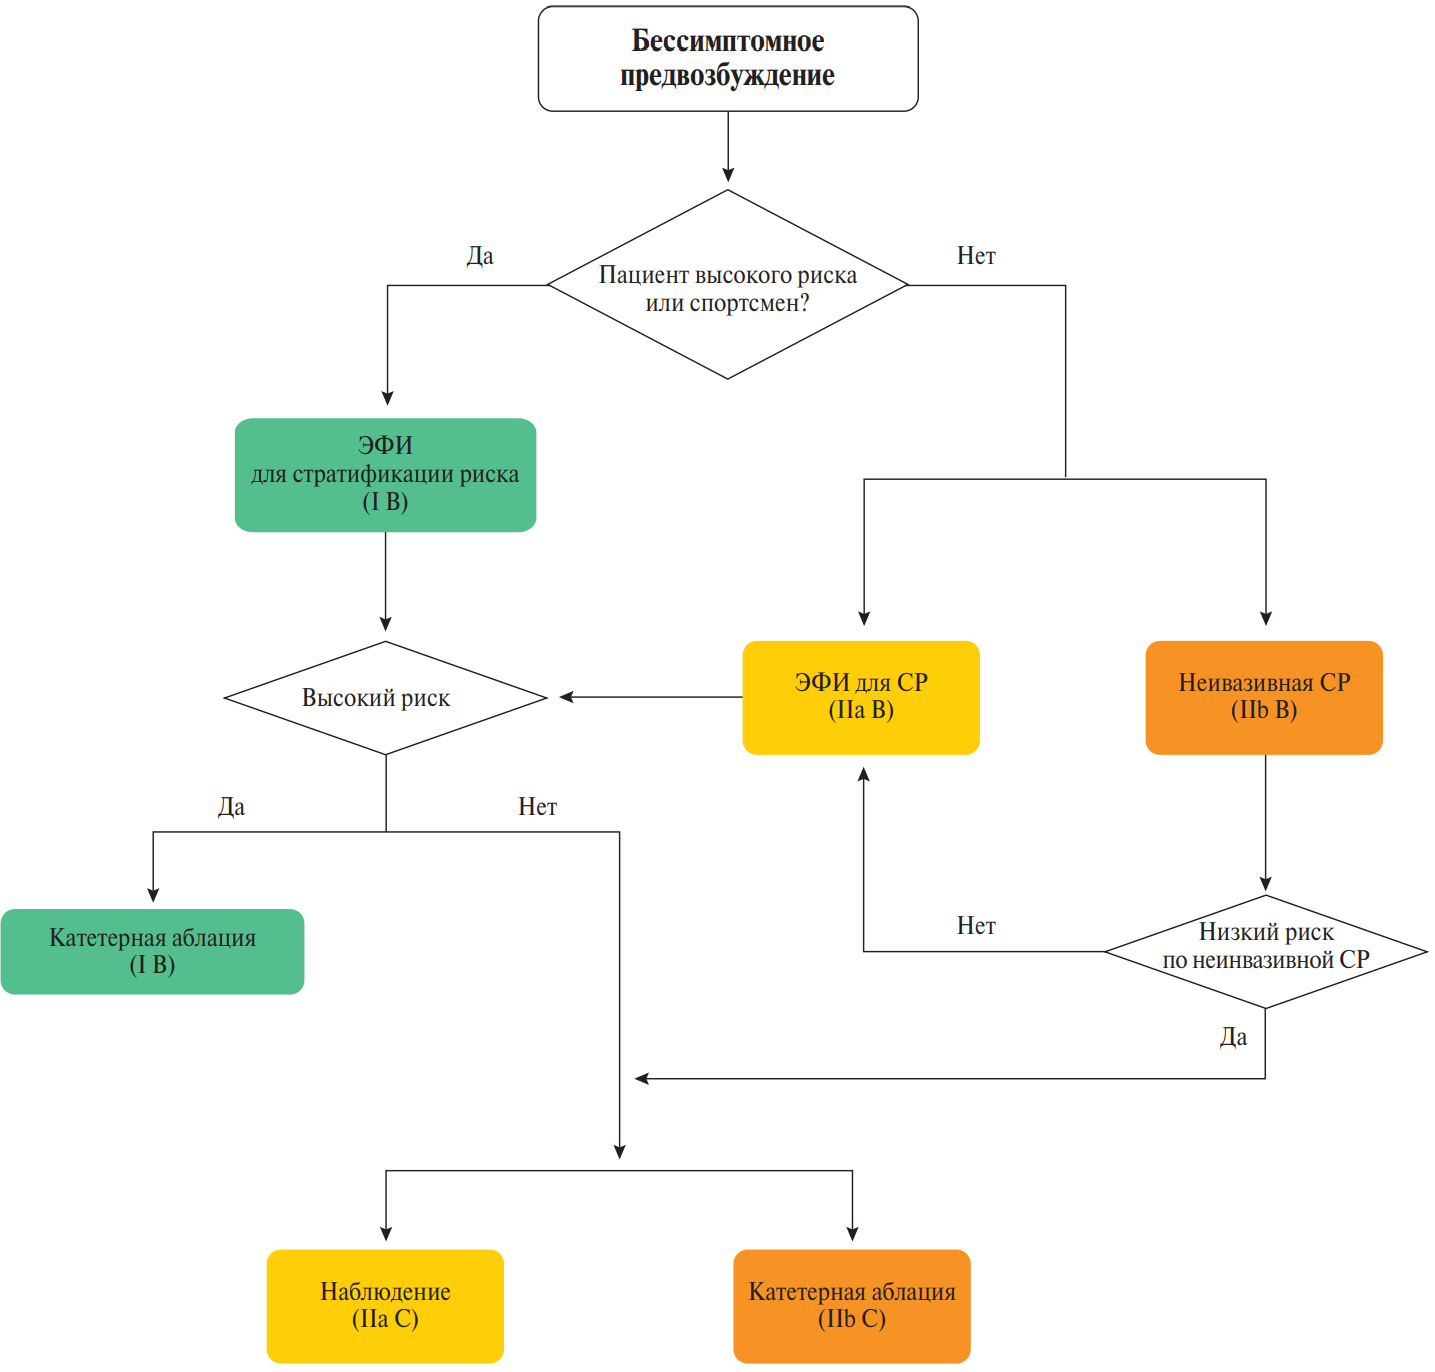 Бессимптомное
предвозбуждение
Да
Нет
Пациент высокого риска
или спортсмен?
ЭФИ
для стратификации риска
(I B)
Высокий риск
ЭФИ для СР
(IIa B)
Неивазивная СР
(IIb B)
Да
Нет
Катетерная аблация
(I B)
Нет
Низкий риск
по неинвазивной СР
Да
Наблюдение
(IIa C)
Катетерная аблация
(IIb C)